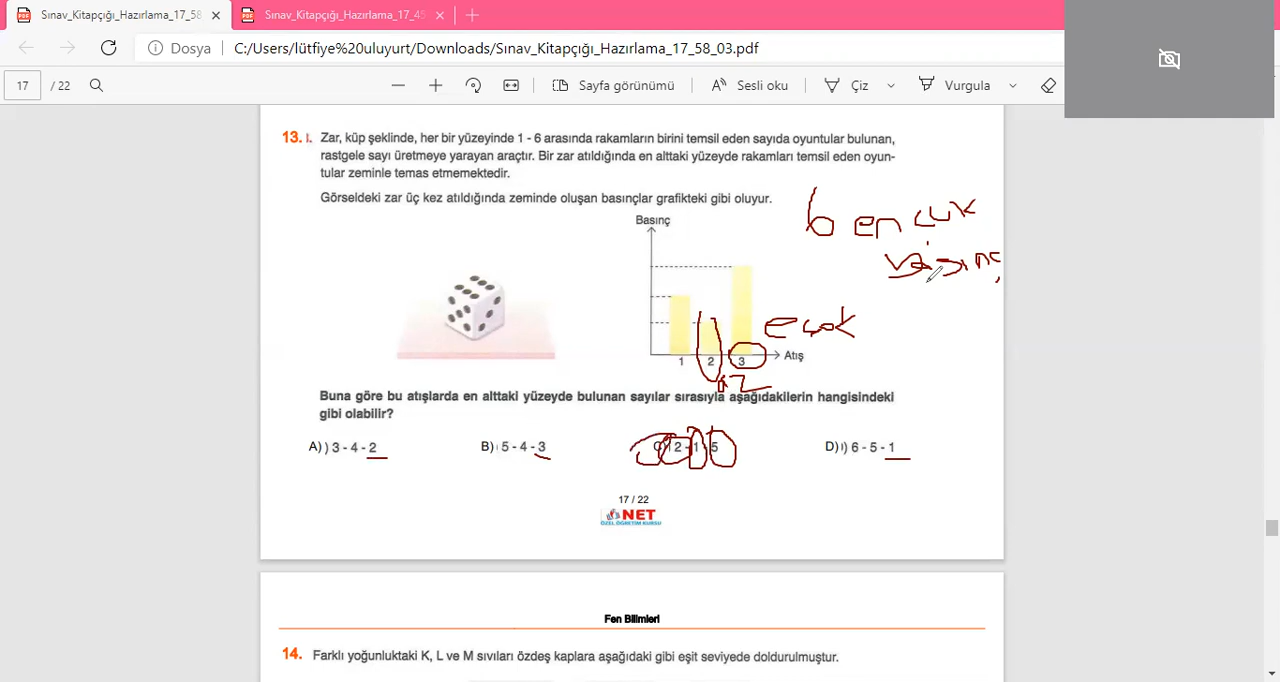 Sınav_Kitapçığı_Hazırlama_17_58
Sınav_Kitapçığı_Hazırlama_17_45
Dosya C:/Users/lütfiye%20uluyurt/Downloads/Sınav_Kitapçığı_Hazırlama_17_58_03.pdf
17 / 22 Sayfa görünümü Sesli oku Çiz Vurgula
13. I. Zar, küp şeklinde, her bir yüzeyinde 1 - 6 arasında rakamların birini temsil eden sayıda oyuntular bulunan,
rastgele sayı üretmeye yarayan araçtır. Bir zar atıldığında en alttaki yüzeyde rakamları temsil eden oyun-
tular zeminle temas etmemektedir.
Görseldeki zar üç kez atıldığında zeminde oluşan basınçlar grafikteki gibi oluyur.
Basınç
6 en çok
e çok
1 2 3 Atış
Buna göre bu atışlarda en alttaki yüzeyde bulunan sayılar sırasıyla aşağıdakilerin hangisindeki
gibi olabilir?
A) ) 3 - 4 - 2 B) 5 - 4 - 3 C) 2 - 1 - 5 D) ) 6 - 5 - 1
17 / 22
NET
ÖZEL ÖĞRETİM KURSU
Fen Bilimleri
14. Farklı yoğunluktaki K, L ve M sıvıları özdeş kaplara aşağıdaki gibi eşit seviyede doldurulmuştur.